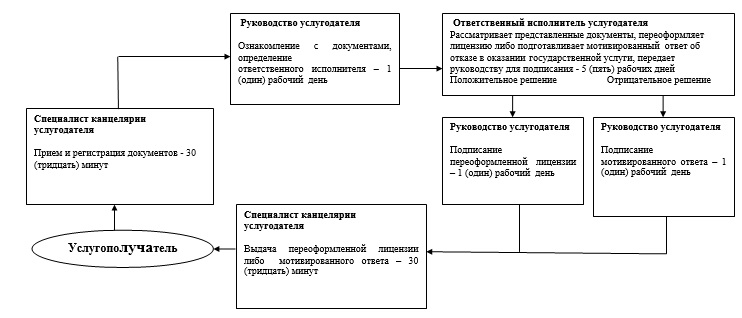 Руководство услугодателя
Ознакомление с документами,
определение
ответственного исполнителя – 1
(один) рабочий день
Ответственный исполнитель услугодателя
Рассматривает представленные документы, переоформляет
лицензию либо подготавливает мотивированный ответ об
отказе в оказании государственной услуги, передает
руководству для подписания - 5 (пять) рабочих дней
Положительное решение Отрицательное решение
Специалист канцелярии
услугодателя
Прием и регистрация документов - 30
(тридцать) минут
Руководство услугодателя
Подписание
переоформленной лицензии
– 1 (один) рабочий день
Руководство услугодателя
Подписание
мотивированного ответа – 1
(один) рабочий день
Специалист канцелярии
услугодателя
Выдача переоформленной лицензии
либо мотивированного ответа – 30
(тридцать) минут
Услугополучатель